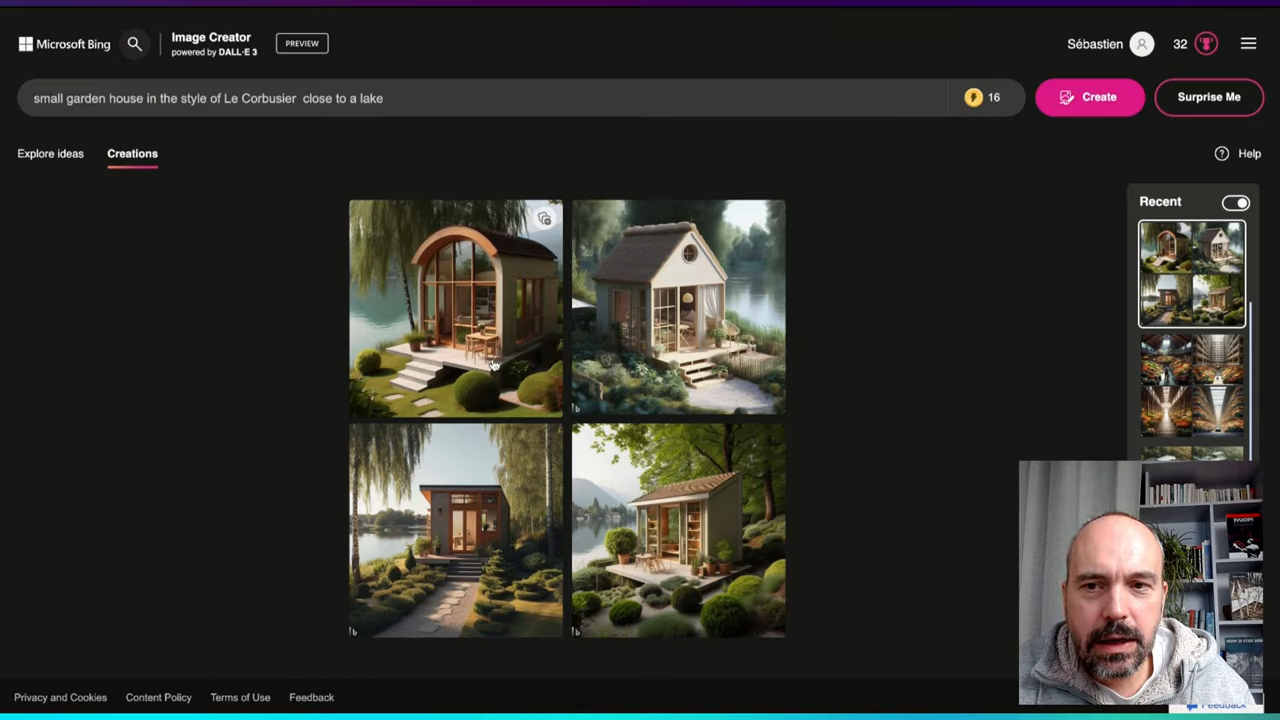 Microsoft Bing
Image Creator
powered by DALL·E 3
PREVIEW
Sébastien
32
small garden house in the style of Le Corbusier close to a lake
16
Create
Surprise Me
Explore ideas
Creations
Help
Recent
Privacy and Cookies
Content Policy
Terms of Use
Feedback
Feedback